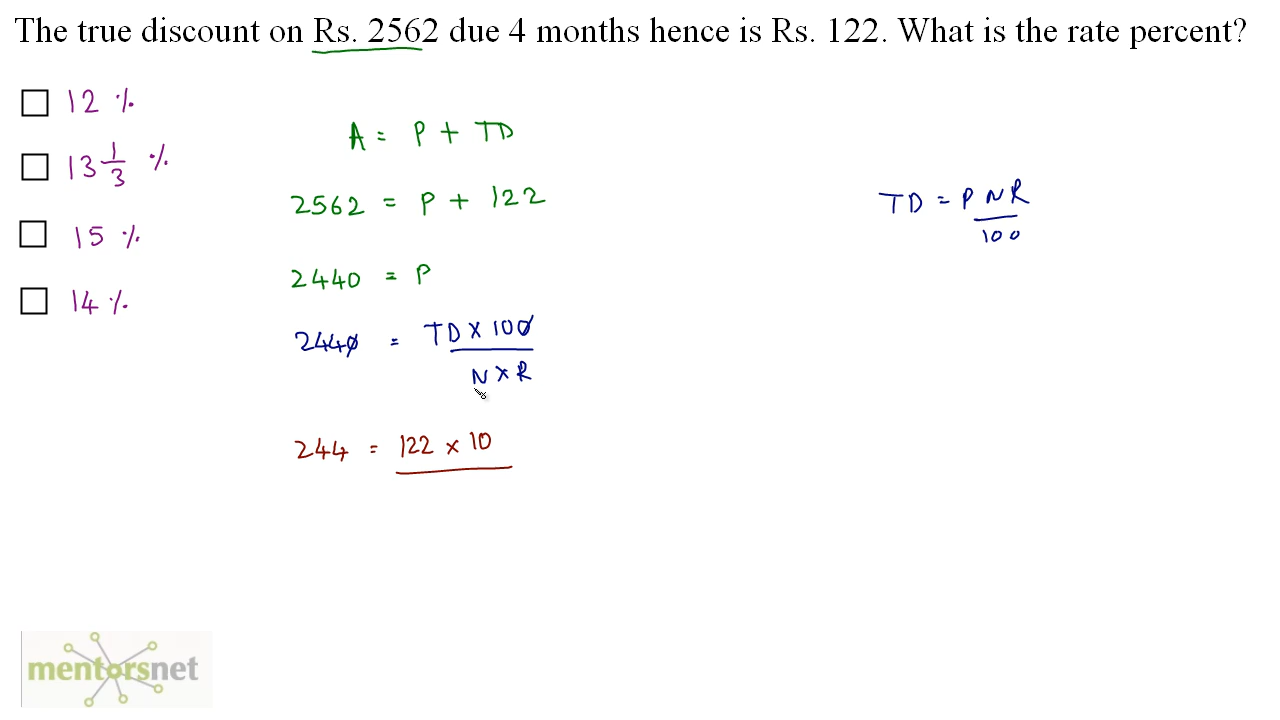 The true discount on Rs. 2562 due 4 months hence is Rs. 122. What is the rate percent?
12 %
13 1/3 %
15 %
14 %
A = P + TD
2562 = P + 122
2440 = P
2440 = TD × 100 / N × R
244 = 122 × 10
TD = P N R / 100
mentorsnet